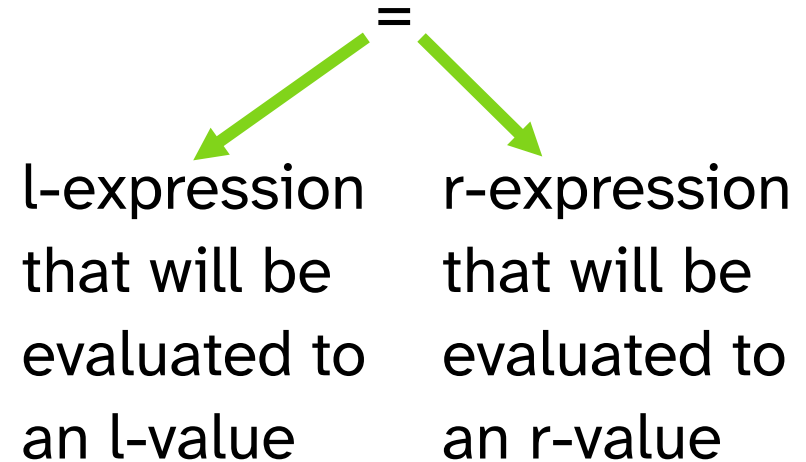 =
l-expression
that will be
evaluated to
an l-value
r-expression
that will be
evaluated to
an r-value